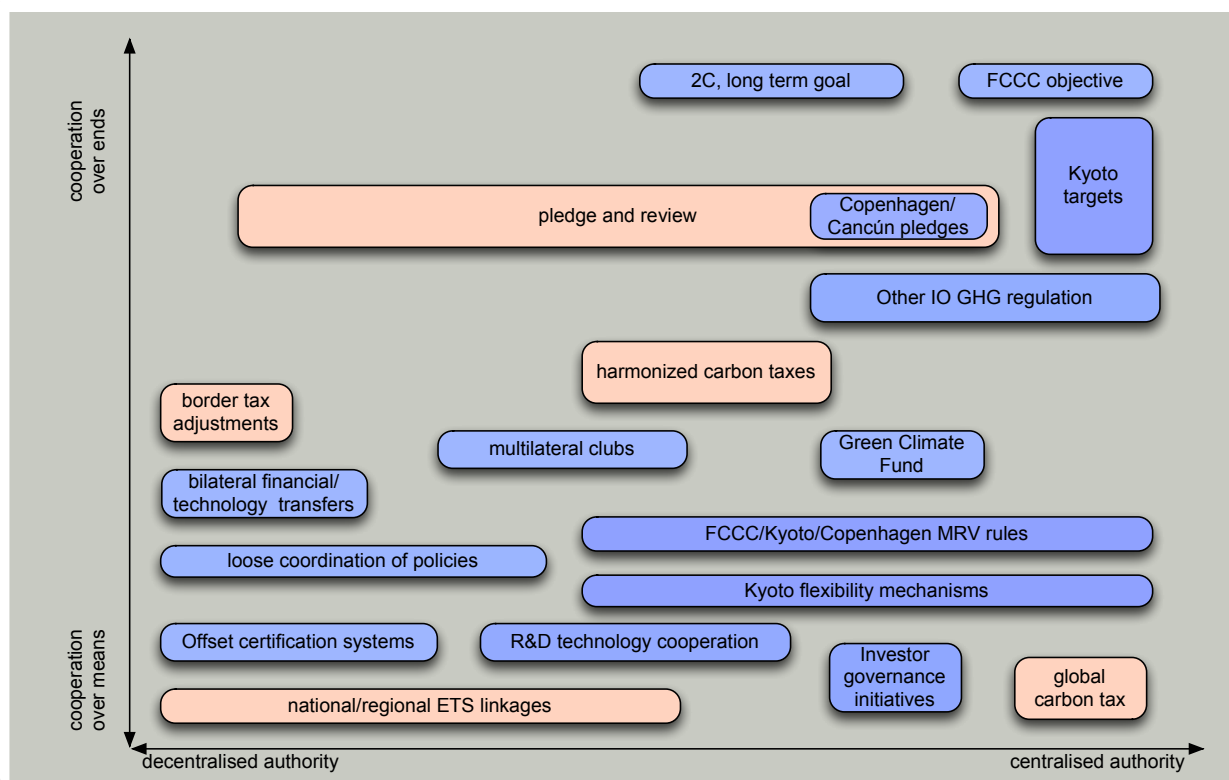 2C, long term goal
FCCC objective
cooperation
over ends
Kyoto
targets
pledge and review
Copenhagen/
Cancún pledges
Other IO GHG regulation
harmonized carbon taxes
border tax
adjustments
multilateral clubs
Green Climate
Fund
bilateral financial/
technology transfers
FCCC/Kyoto/Copenhagen MRV rules
loose coordination of policies
Kyoto flexibility mechanisms
cooperation
over means
Offset certification systems
R&D technology cooperation
Investor
governance
initiatives
global
carbon tax
national/regional ETS linkages
decentralised authority
centralised authority